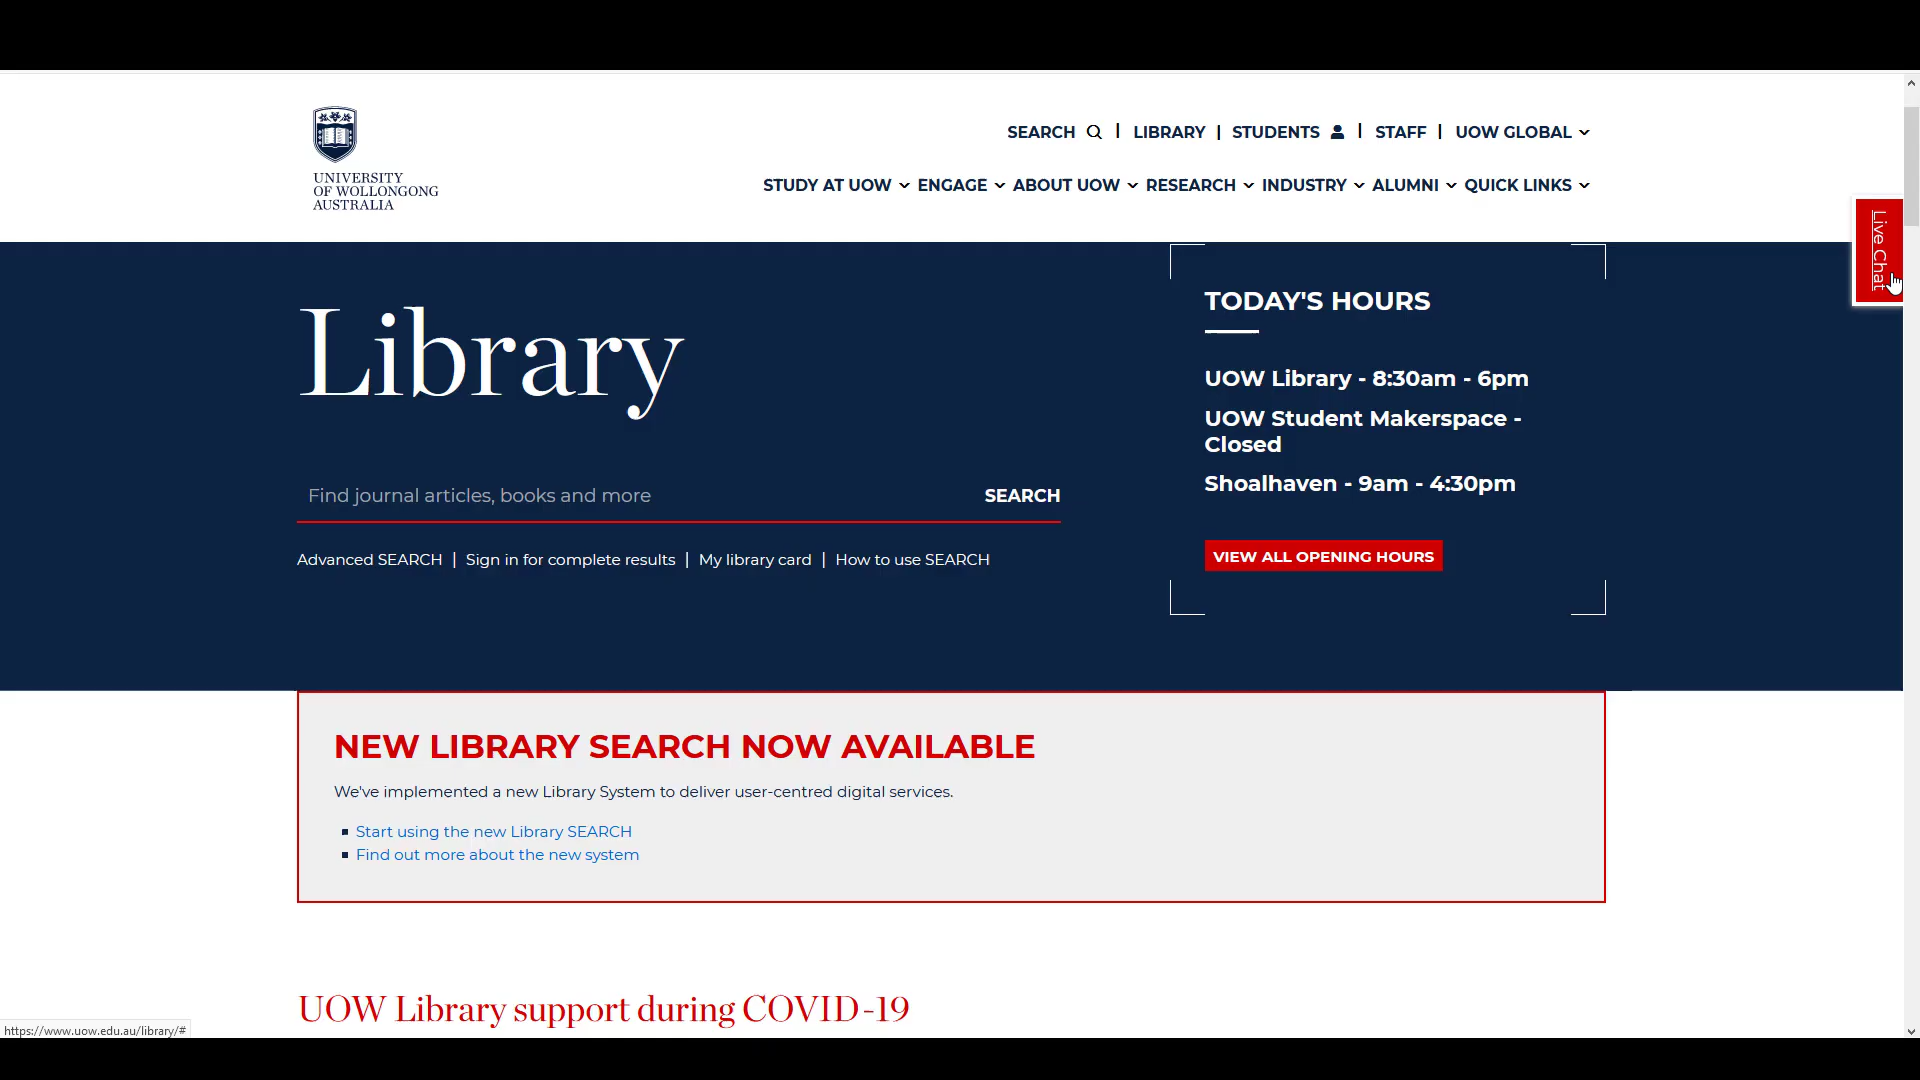 SEARCH | LIBRARY | STUDENTS | STAFF | UOW GLOBAL
UNIVERSITY
OF WOLLONGONG
AUSTRALIA
STUDY AT UOW ENGAGE ABOUT UOW RESEARCH INDUSTRY ALUMNI QUICK LINKS
Live Chat
Library
TODAY'S HOURS
UOW Library - 8:30am - 6pm
UOW Student Makerspace -
Closed
Shoalhaven - 9am - 4:30pm
VIEW ALL OPENING HOURS
Find journal articles, books and more SEARCH
Advanced SEARCH | Sign in for complete results | My library card | How to use SEARCH
NEW LIBRARY SEARCH NOW AVAILABLE
We've implemented a new Library System to deliver user-centred digital services.
Start using the new Library SEARCH
Find out more about the new system
UOW Library support during COVID-19
https://www.uow.edu.au/library/#